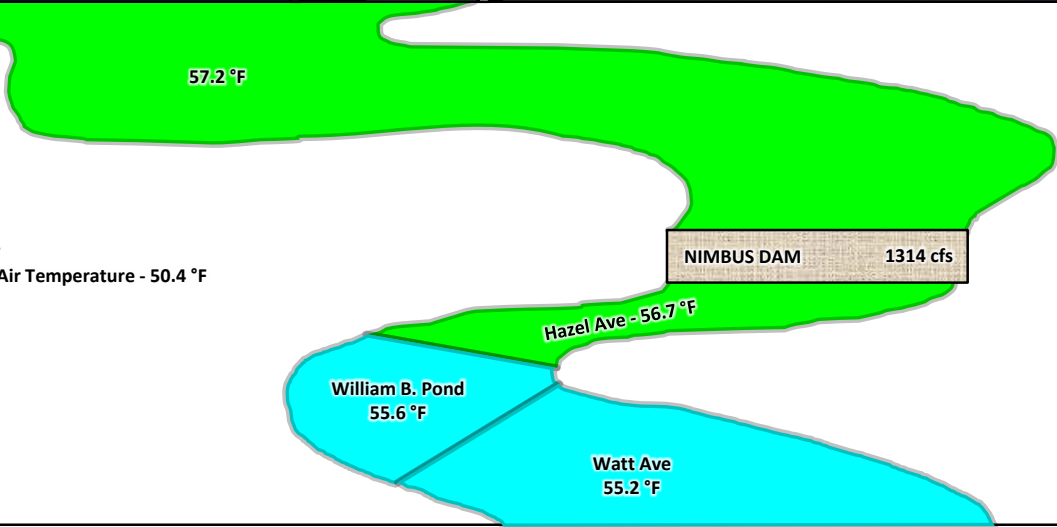 57.2 °F
NIMBUS DAM 1314 cfs
Air Temperature - 50.4 °F
Hazel Ave - 56.7 °F
William B. Pond
55.6 °F
Watt Ave
55.2 °F